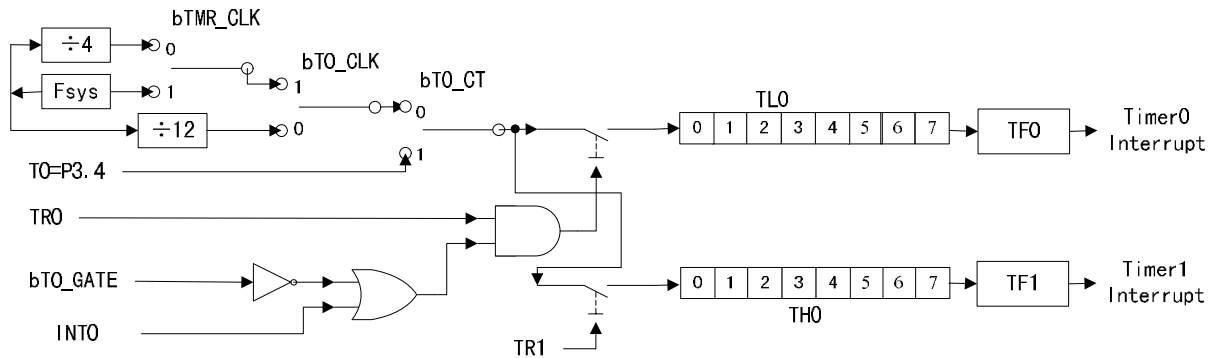 bTMR_CLK
÷4
0
bT0_CLK
1
bT0_CT
Fsys
1
0
TL0
Timer0
÷12
0
0 1 2 3 4 5 6 7
TF0
Interrupt
1
T0=P3.4
TR0
bT0_GATE
Timer1
0 1 2 3 4 5 6 7
TF1
Interrupt
INT0
TH0
TR1